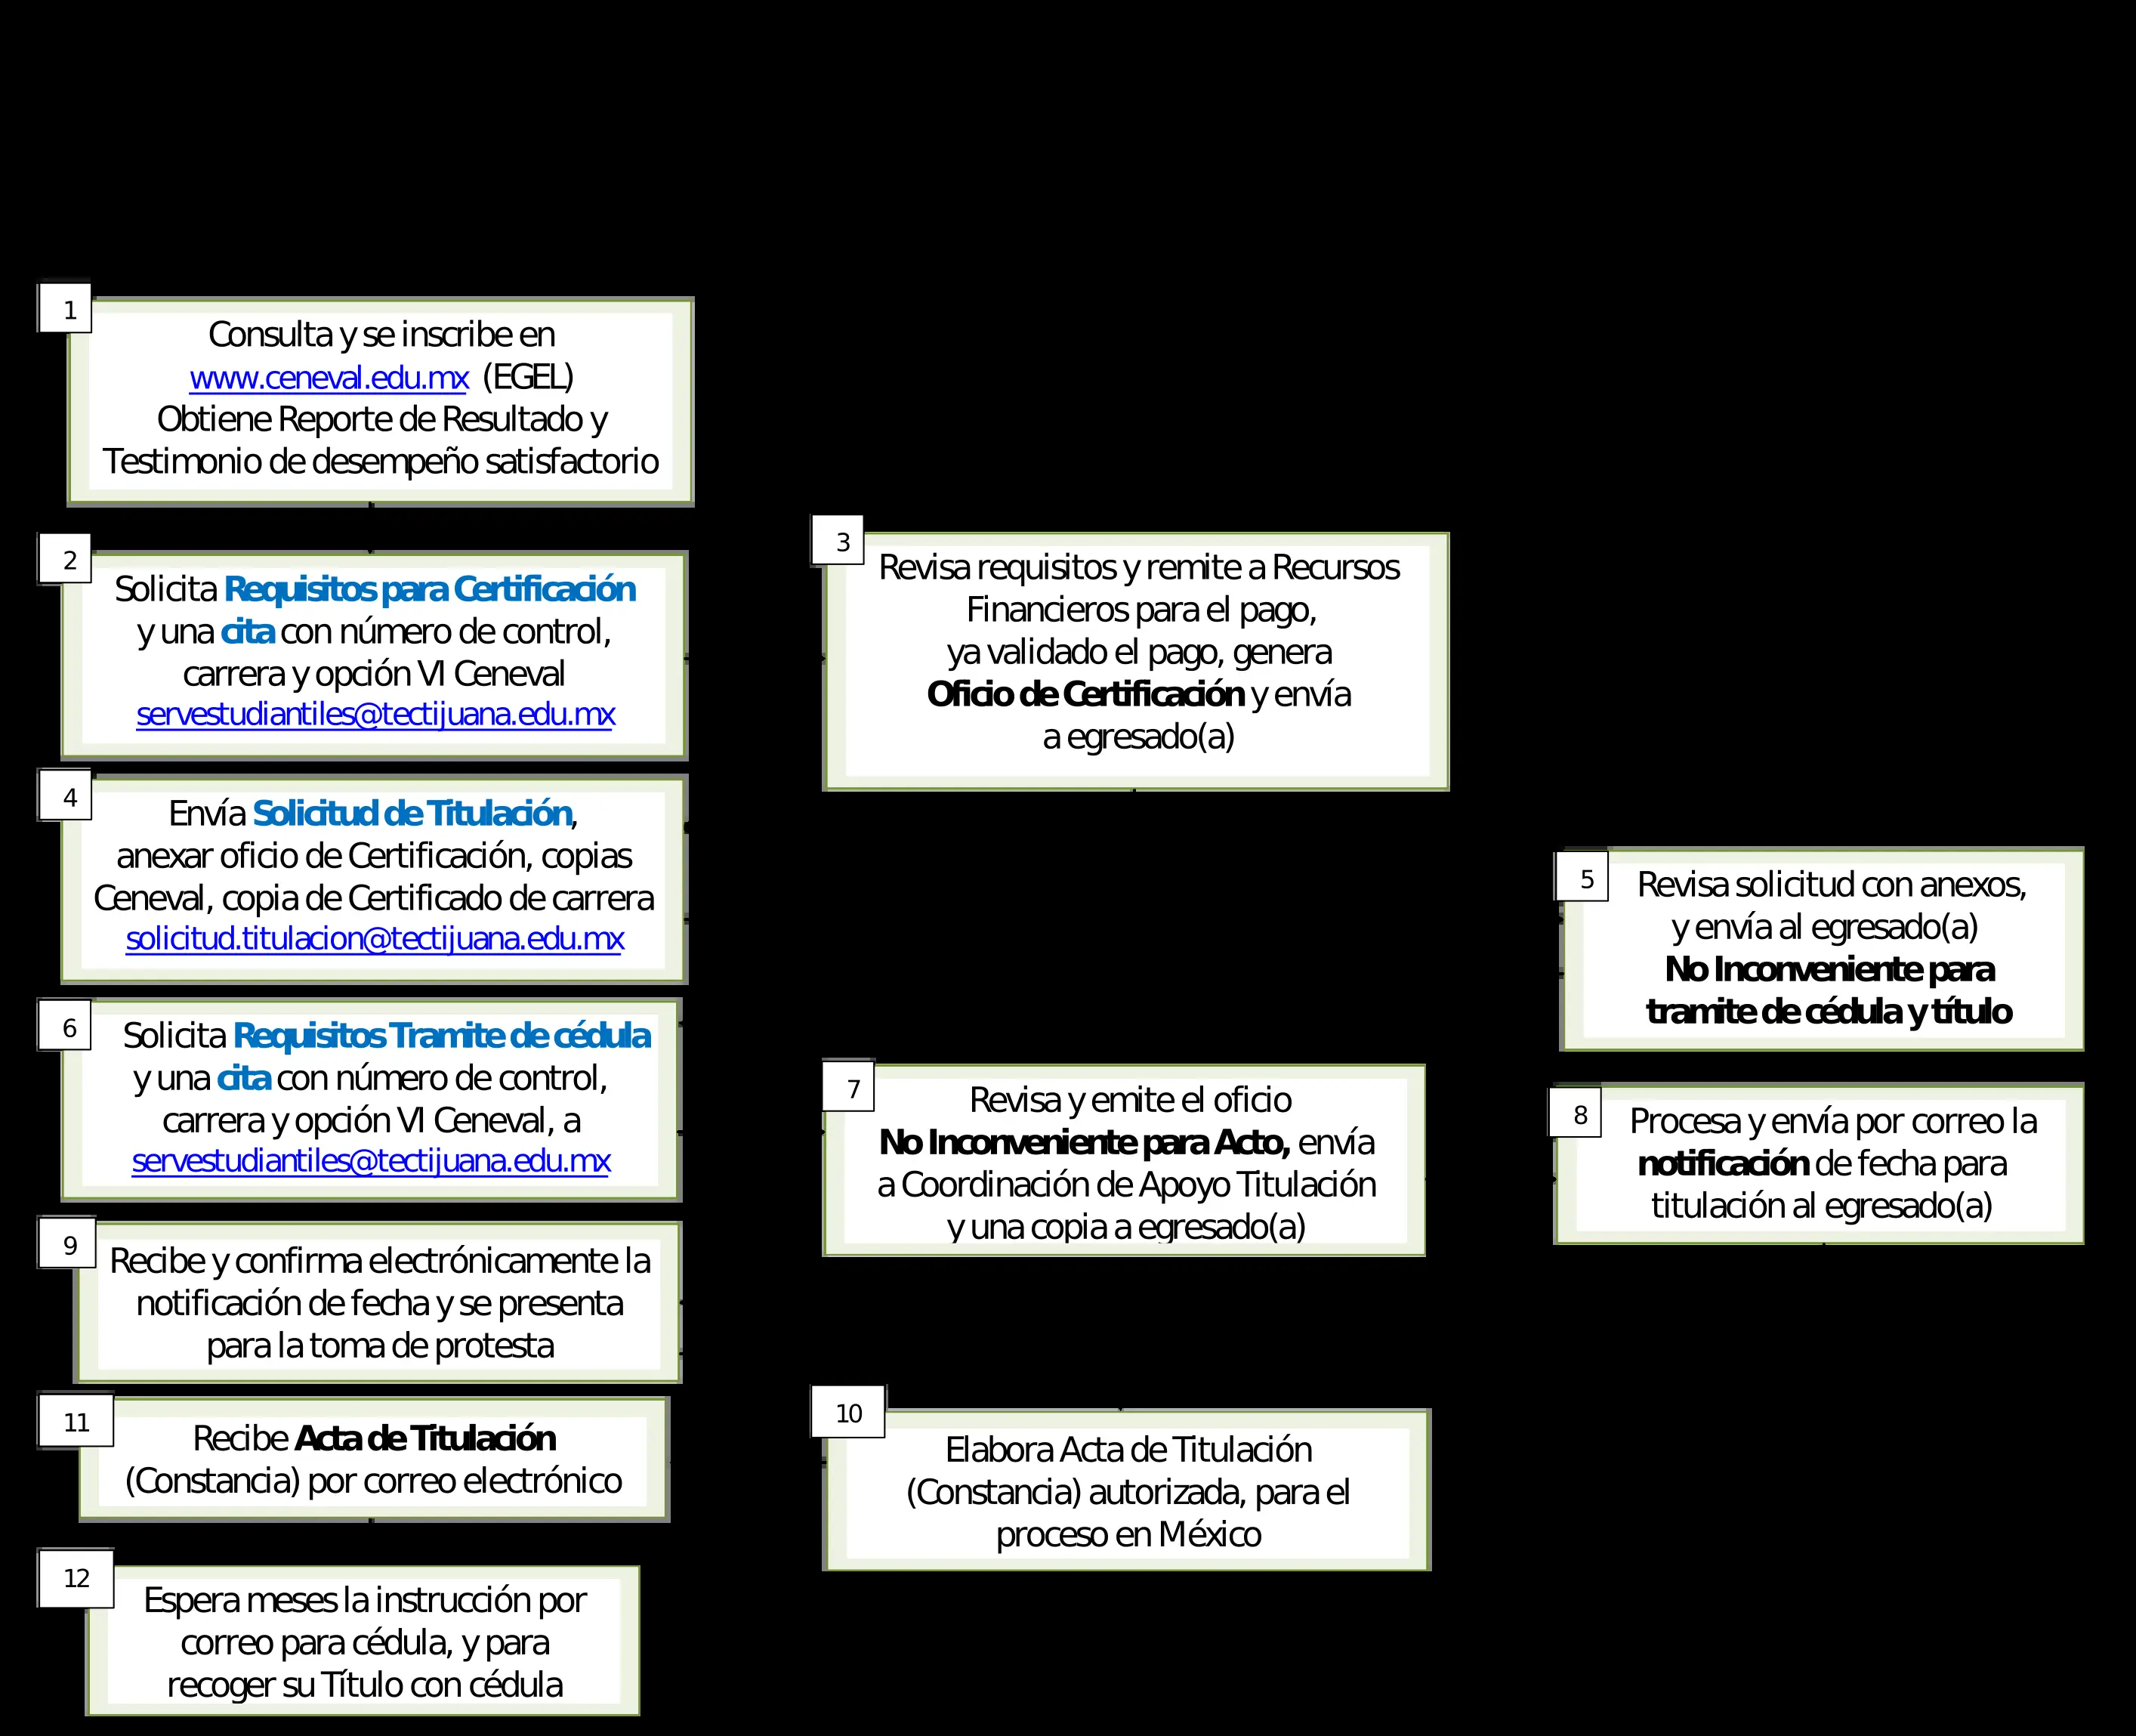 1
Consulta y se inscribe en
www.ceneval.edu.mx (EGEL)
Obtiene Reporte de Resultado y
Testimonio de desempeño satisfactorio
2
Solicita Requisitos para Certificación
y una cita con número de control,
carrera y opción VI Ceneval
servestudiantiles@tectijuana.edu.mx
3
Revisa requisitos y remite a Recursos
Financieros para el pago,
ya validado el pago, genera
Oficio de Certificación y envía
a egresado(a)
4
Envía Solicitud de Titulación,
anexar oficio de Certificación, copias
Ceneval, copia de Certificado de carrera
solicitud.titulacion@tectijuana.edu.mx
5
Revisa solicitud con anexos,
y envía al egresado(a)
No Inconveniente para
tramite de cédula y título
6
Solicita Requisitos Tramite de cédula
y una cita con número de control,
carrera y opción VI Ceneval, a
servestudiantiles@tectijuana.edu.mx
7
Revisa y emite el oficio
No Inconveniente para Acto, envía
a Coordinación de Apoyo Titulación
y una copia a egresado(a)
8
Procesa y envía por correo la
notificación de fecha para
titulación al egresado(a)
9
Recibe y confirma electrónicamente la
notificación de fecha y se presenta
para la toma de protesta
10
Elabora Acta de Titulación
(Constancia) autorizada, para el
proceso en México
11
Recibe Acta de Titulación
(Constancia) por correo electrónico
12
Espera meses la instrucción por
correo para cédula, y para
recoger su Título con cédula